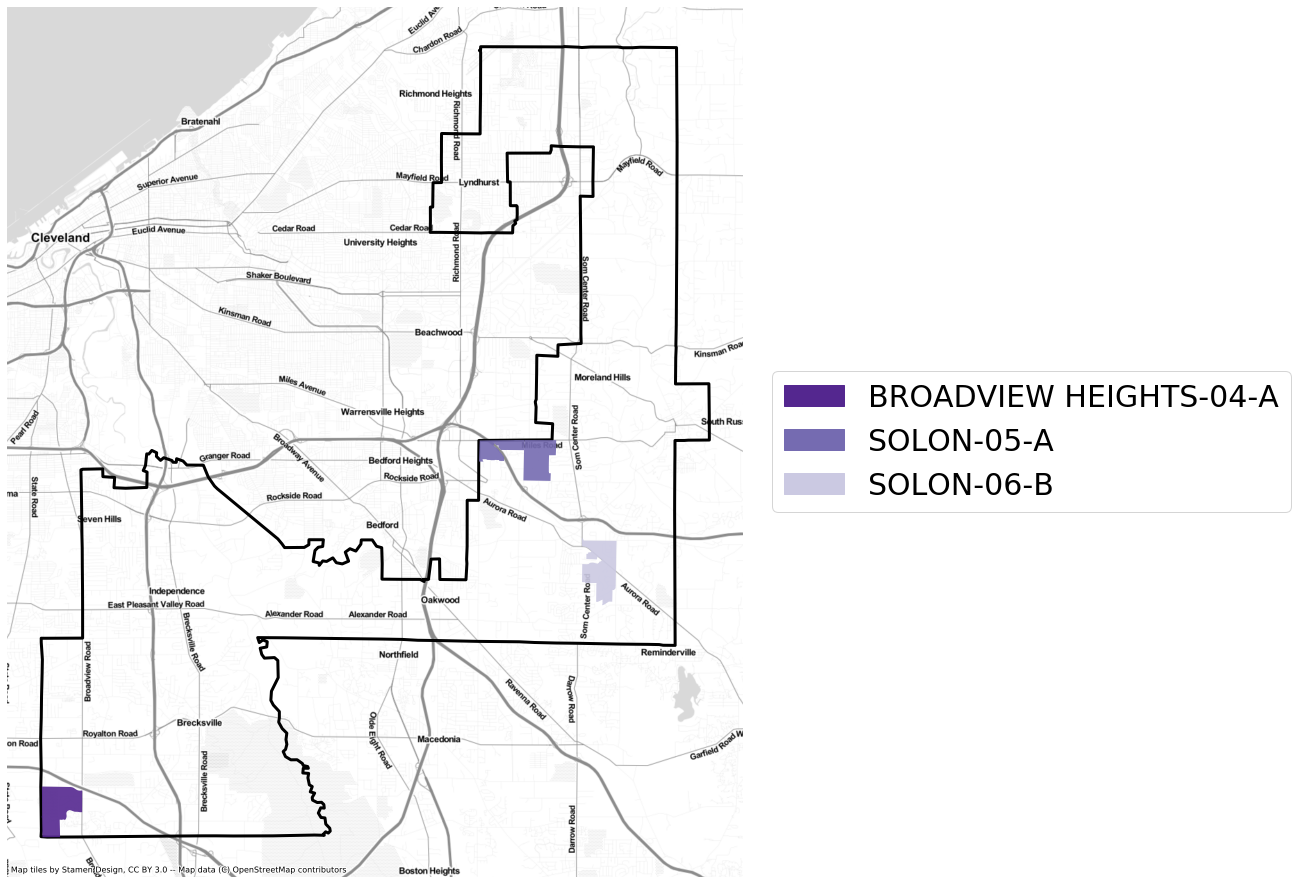 Euclid Ave
Chardon Road
Richmond Heights
Richmond Road
Bratenahl
Superior Avenue
Mayfield Road
Lyndhurst
Mayfield Road
Cleveland
Euclid Avenue
Cedar Road
Cedar Road
University Heights
Richmond Road
Shaker Boulevard
Som Center Road
Kinsman Road
Beachwood
Kinsman Roa
Miles Avenue
Moreland Hills
Warrensville Heights
Pearl Road
South Rus
Som Center Road
Broadway Avenue
Miles Road
Granger Road
Bedford Heights
Rockside Road
ma
State Road
Rockside Road
Aurora Road
Seven Hills
Bedford
Independence
East Pleasant Valley Road
Oakwood
Alexander Road
Alexander Road
Som Center Ro
Aurora Road
Brecksville Road
Broadview Road
Northfield
Reminderville
Ravenna Road
Darrow Road
Brecksville
Royalton Road
on Road
Olde Eight Road
Macedonia
Garfield Road W
Brecksville Road
Darrow Road
Boston Heights
Map tiles by Stamen Design, CC BY 3.0 -- Map data (C) OpenStreetMap contributors
BROADVIEW HEIGHTS-04-A
SOLON-05-A
SOLON-06-B